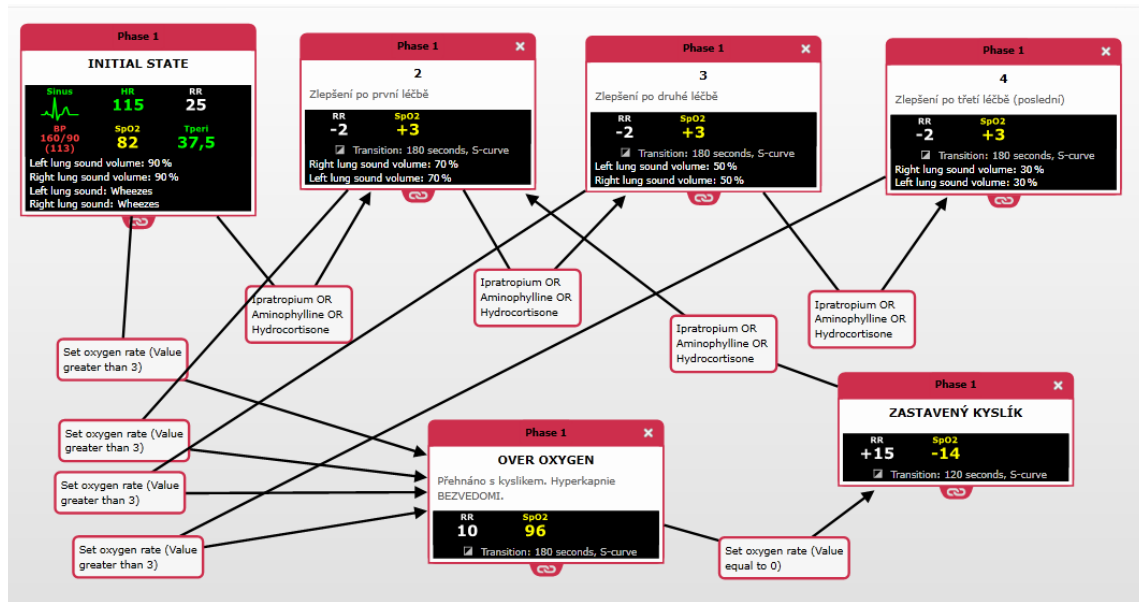 Phase 1
INITIAL STATE
Sinus HR RR
115 25
BP SpO2 Tperi
160/90 82 37,5
(113)
Left lung sound volume: 90 %
Right lung sound volume: 90 %
Left lung sound: Wheezes
Right lung sound: Wheezes
Phase 1
2
Zlepšení po první léčbě
RR SpO2
-2 +3
Transition: 180 seconds, S-curve
Right lung sound volume: 70 %
Left lung sound volume: 70 %
Phase 1
3
Zlepšení po druhé léčbě
RR SpO2
-2 +3
Transition: 180 seconds, S-curve
Left lung sound volume: 50 %
Right lung sound volume: 50 %
Phase 1
4
Zlepšení po třetí léčbě (poslední)
RR SpO2
-2 +3
Transition: 180 seconds, S-curve
Right lung sound volume: 30 %
Left lung sound volume: 30 %
Ipratropium OR
Aminophylline OR
Hydrocortisone
Ipratropium OR
Aminophylline OR
Hydrocortisone
Ipratropium OR
Aminophylline OR
Hydrocortisone
Ipratropium OR
Aminophylline OR
Hydrocortisone
Set oxygen rate (Value
greater than 3)
Set oxygen rate (Value
greater than 3)
Set oxygen rate (Value
greater than 3)
Set oxygen rate (Value
greater than 3)
Phase 1
OVER OXYGEN
Přehnáno s kyslikem. Hyperkapnie
BEZVEDOMI.
RR SpO2
10 96
Transition: 180 seconds, S-curve
Set oxygen rate (Value
equal to 0)
Phase 1
ZASTAVENÝ KYSLÍK
RR SpO2
+15 -14
Transition: 120 seconds, S-curve